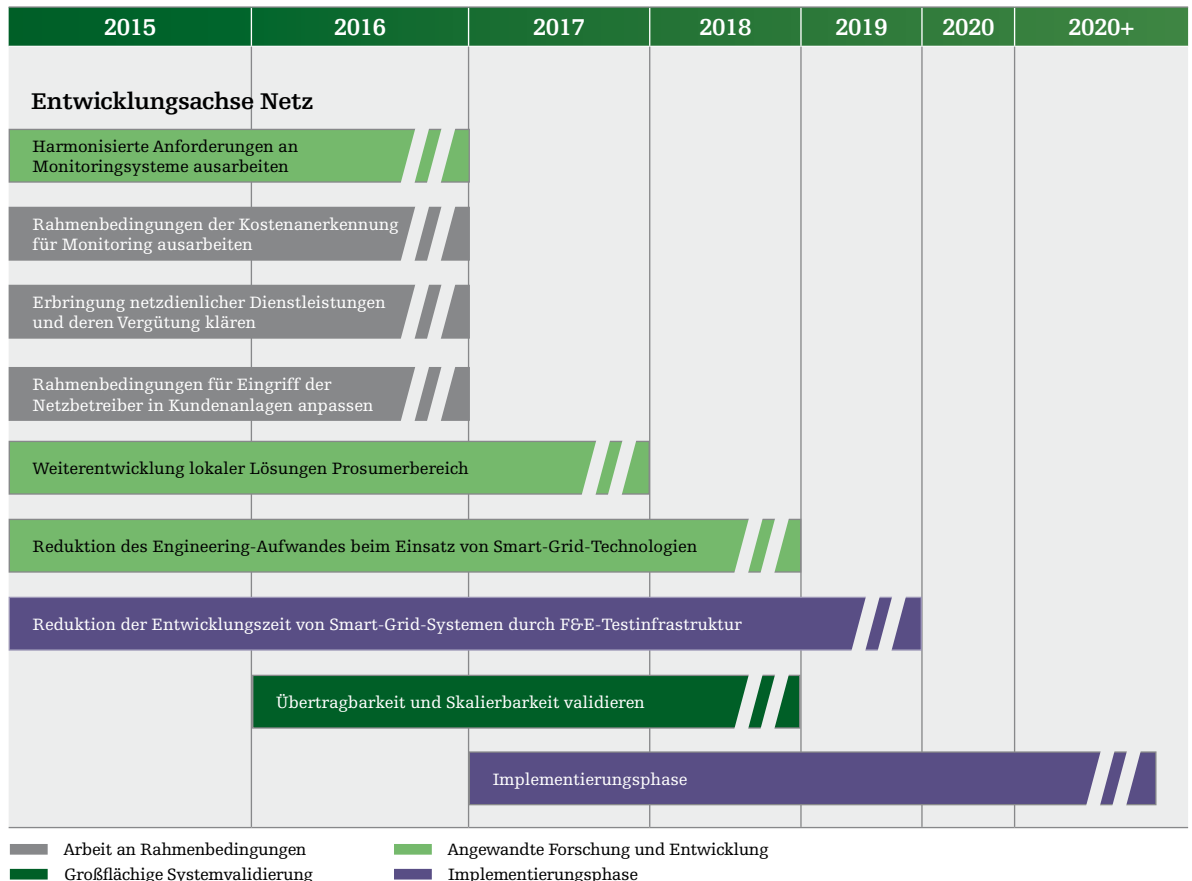 2015 2016 2017 2018 2019 2020 2020+
Entwicklungsachse Netz
Harmonisierte Anforderungen an
Monitoringsysteme ausarbeiten
Rahmenbedingungen der Kostenanerkennung
für Monitoring ausarbeiten
Erbringung netzdienlicher Dienstleistungen
und deren Vergütung klären
Rahmenbedingungen für Eingriff der
Netzbetreiber in Kundenanlagen anpassen
Weiterentwicklung lokaler Lösungen Prosumerbereich
Reduktion des Engineering-Aufwandes beim Einsatz von Smart-Grid-Technologien
Reduktion der Entwicklungszeit von Smart-Grid-Systemen durch F&E-Testinfrastruktur
Übertragbarkeit und Skalierbarkeit validieren
Implementierungsphase
Arbeit an Rahmenbedingungen Angewandte Forschung und Entwicklung
Großflächige Systemvalidierung Implementierungsphase